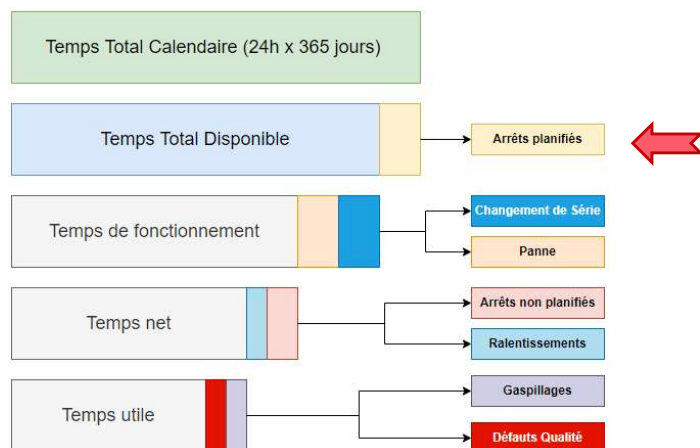 Temps Total Calendaire (24h x 365 jours)
Temps Total Disponible
Arrêts planifiés
Temps de fonctionnement
Changement de Série
Panne
Temps net
Arrêts non planifiés
Ralentissements
Temps utile
Gaspillages
Défauts Qualité